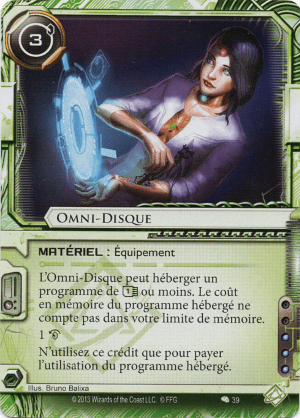 3
OMNI-DISQUE
MATÉRIEL : Équipement
L'Omni-Disque peut héberger un
programme de 1 ou moins. Le coût
en mémoire du programme hébergé ne
compte pas dans votre limite de mémoire.
1
N'utilisez ce crédit que pour payer
l'utilisation du programme hébergé.
Illus. Bruno Balixa
© 2013 Wizards of the Coast LLC. © FFG
39